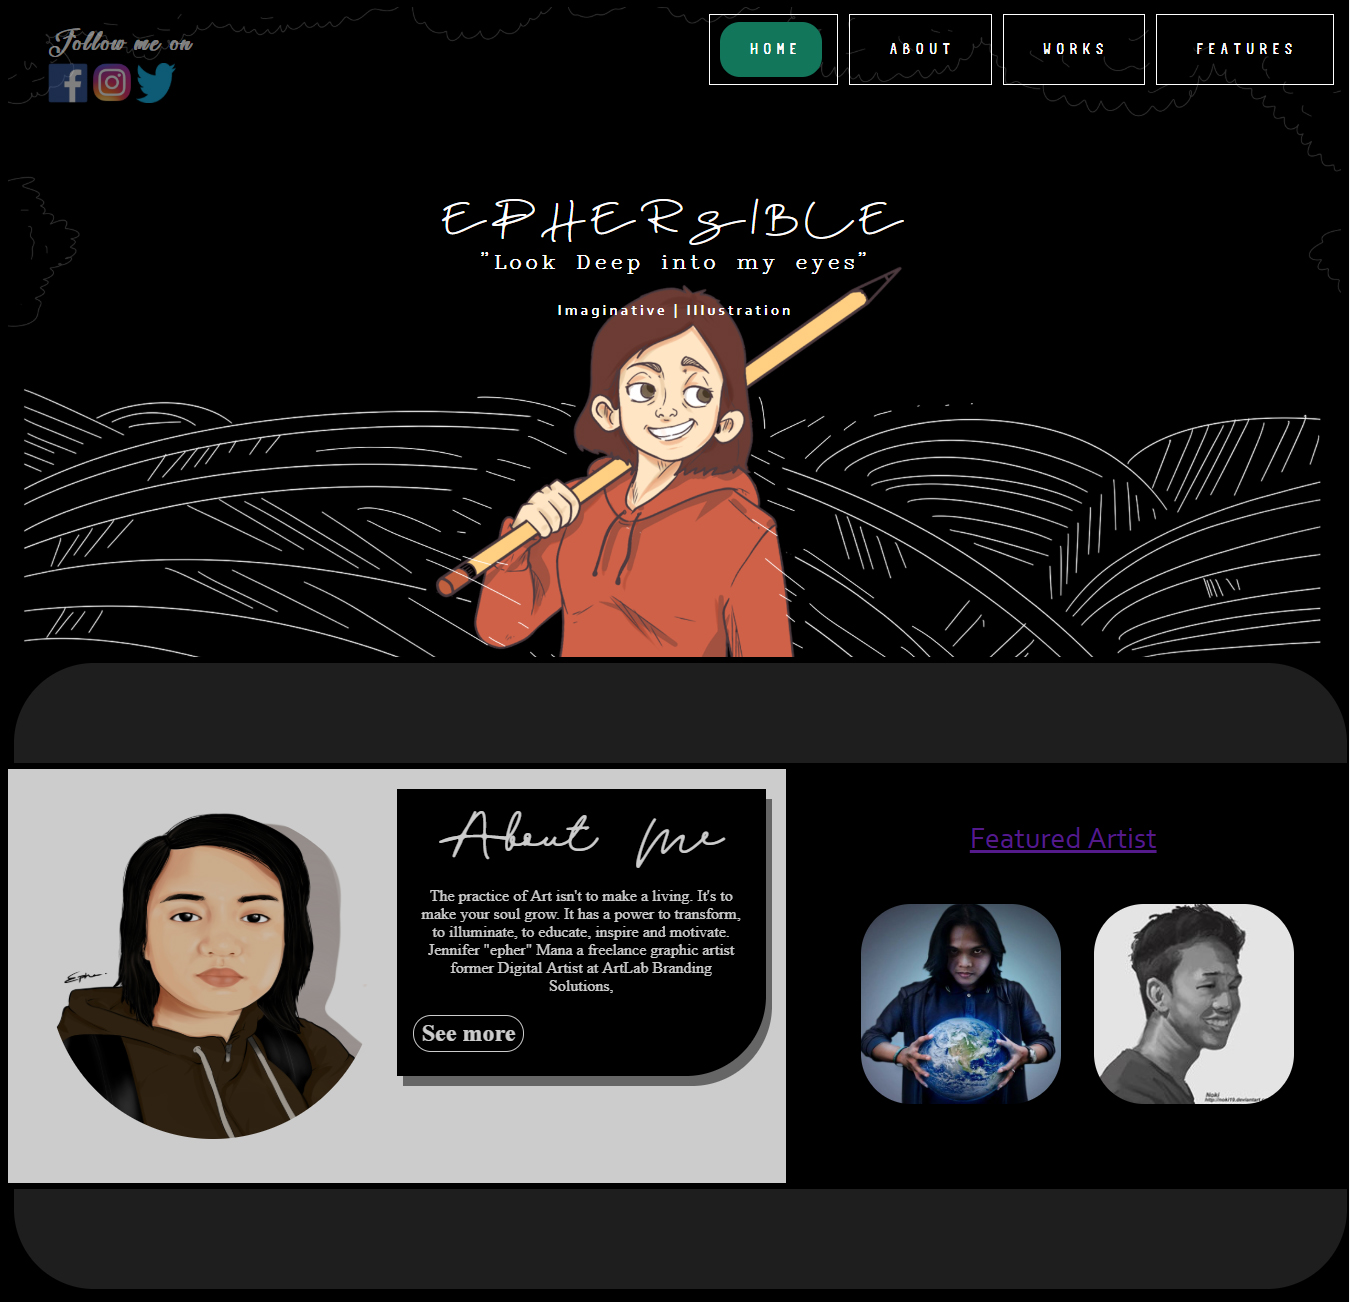 Follow me on
HOME
ABOUT
WORKS
FEATURES
EPHERSIBLE
"Look Deep into my eyes"
Imaginative | Illustration
About Me
The practice of Art isn't to make a living. It's to
make your soul grow. It has a power to transform,
to illuminate, to educate, inspire and motivate.
Jennifer "epher" Mana a freelance graphic artist
former Digital Artist at ArtLab Branding
Solutions,
See more
Featured Artist
Noki